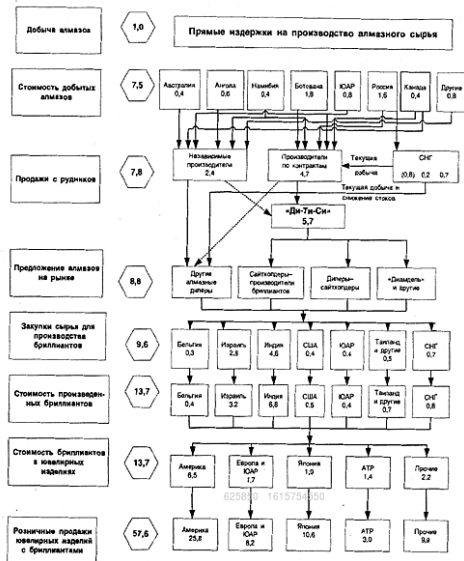 Добыча алмазов
1,0
Прямые издержки на производство алмазного сырья
Стоимость добытых
алмазов
7,5
Австралия
0,4
Ангола
0,6
Намибия
0,4
Ботсвана
1,8
ЮАР
0,8
Россия
1,6
Канада
0,4
Другие
0,8
Продажи с рудников
7,8
Независимые
производители
2,4
Производители
по контрактам
4,7
Текущая
добыча
СНГ
(0,8) 0,2 0,7
Текущая добыча и
снижение стоков
«Ди-Ти-Си»
5,7
Предложение алмазов
на рынке
8,8
Другие
алмазные
дилеры
Сайтхолдеры–
производители
бриллиантов
Дилеры–
сайтхолдеры
«Диамдель»
и другие
Закупки сырья для
производства
бриллиантов
9,6
Бельгия
0,3
Израиль
Индия
4,6
США
0,4
ЮАР
0,4
Таиланд
и другие
0,5
СНГ
0,7
Стоимость произведен-
ных бриллиантов
13,7
Бельгия
0,4
Израиль
3,2
Индия
6,8
США
0,5
ЮАР
0,4
Таиланд
и другие
0,7
СНГ
0,8
Стоимость бриллиантов
в ювелирных
изделиях
13,7
Америка
6,5
Европа и
ЮАР
1,7
Япония
1,9
АТР
1,4
Прочие
2,2
Розничные продажи
ювелирных изделий
с бриллиантами
57,6
Америка
25,8
Европа и
ЮАР
8,2
Япония
10,6
АТР
Прочие